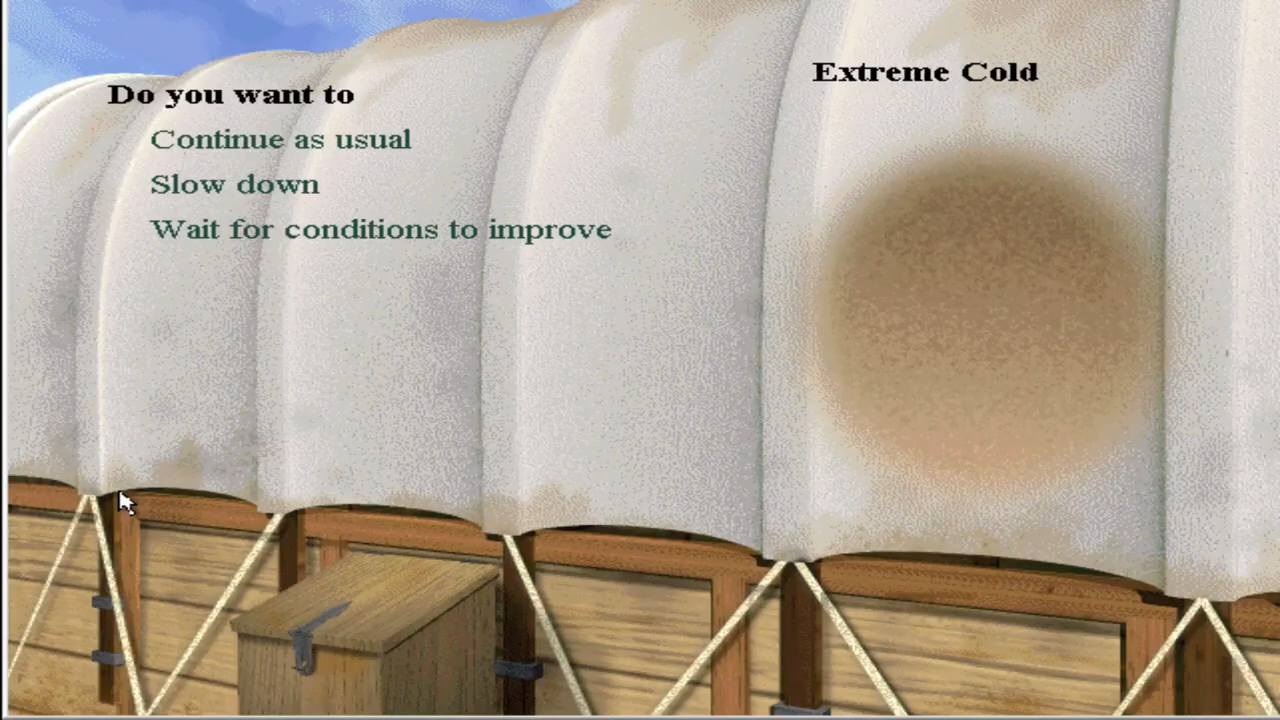 Do you want to
Continue as usual
Slow down
Wait for conditions to improve
Extreme Cold